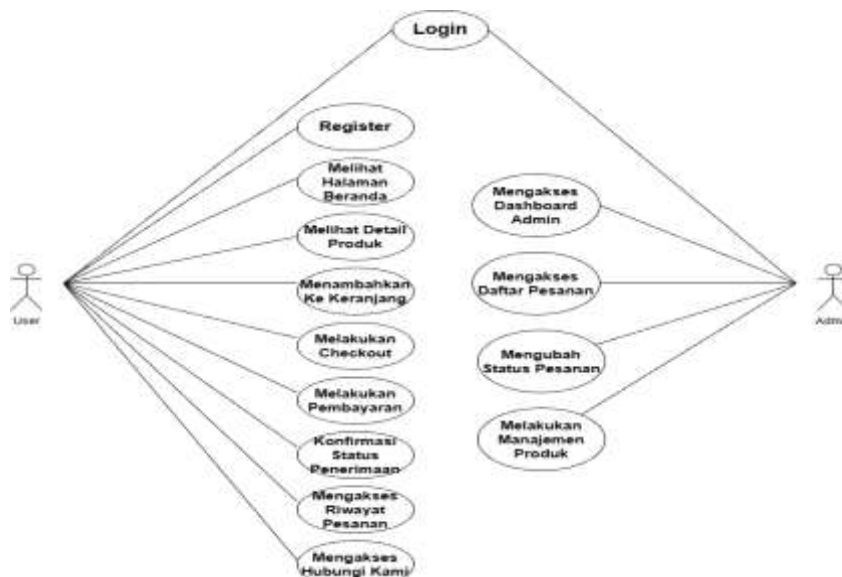 Login
Register
Melihat
Halaman
Beranda
Melihat Detail
Produk
Menambahkan
Ke Keranjang
Melakukan
Checkout
Melakukan
Pembayaran
Konfirmasi
Status
Penerimaan
Mengakses
Riwayat
Pesanan
Mengakses
Hubungi Kami
Mengakses
Dashboard
Admin
Mengakses
Daftar Pesanan
Mengubah
Status Pesanan
Melakukan
Manajemen
Produk
User
Adm